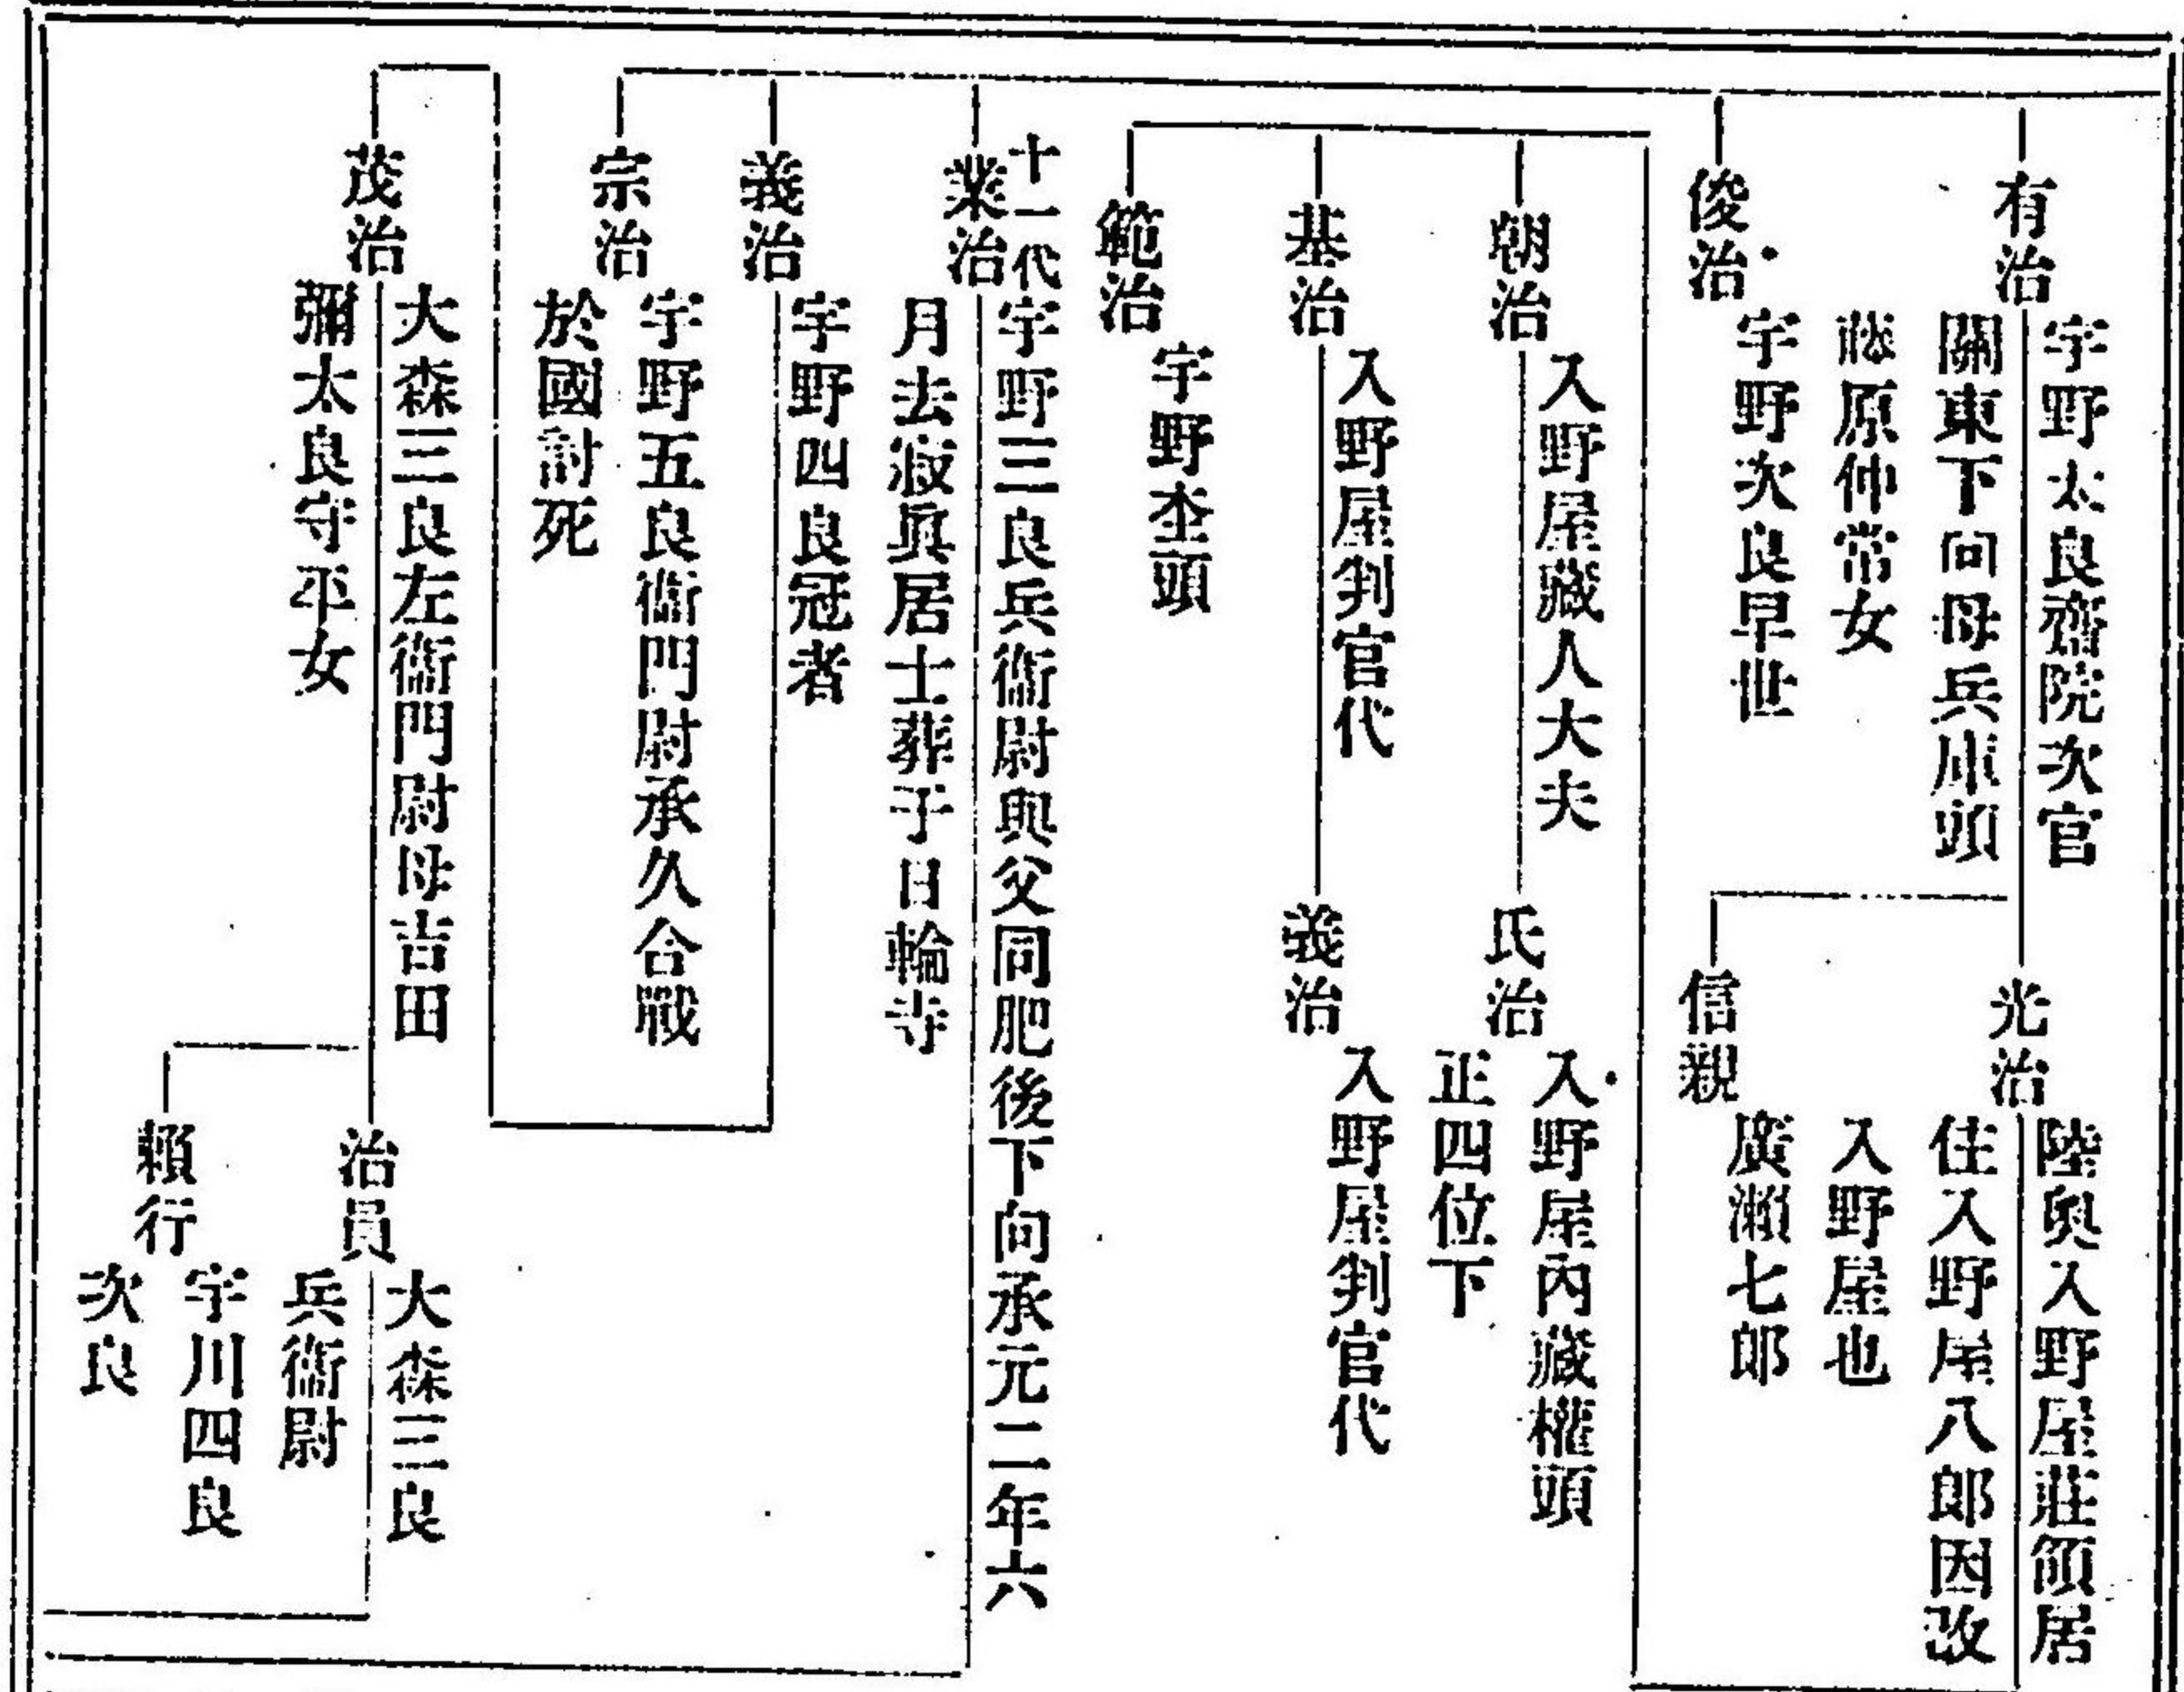 有治
宇野太良齋院次官
關東下向母兵庫頭
藤原仲常女
光治
陸奥入野屋莊領居
住入野屋八郎因改
入野屋也
俊治
宇野次良早世
信親
廣瀬七郎
朝治
入野屋藏人大夫
氏治
入野屋內藏權頭
正四位下
基治
入野屋判官代
義治
入野屋判官代
範治
宇野杢頭
十一代
業治
宇野三良兵衞尉與父同肥後下向承元二年六
月去寂眞居士葬于日輪寺
義治
宇野四良冠者
宗治
宇野五良衞門尉承久合戰
於國討死
茂治
大森三良左衞門尉母吉田
彌太良守平女
治員
大森三良
兵衞尉
賴行
宇川四良
次良